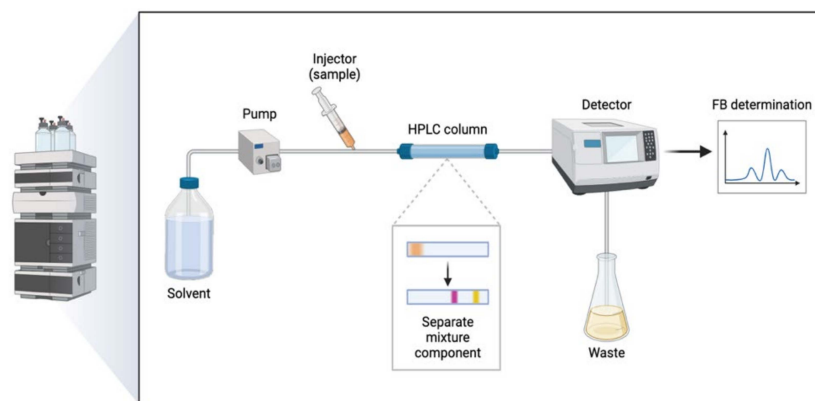 Injector
(sample)
Pump
HPLC column
Detector
FB determination
Solvent
Separate
mixture
component
Waste